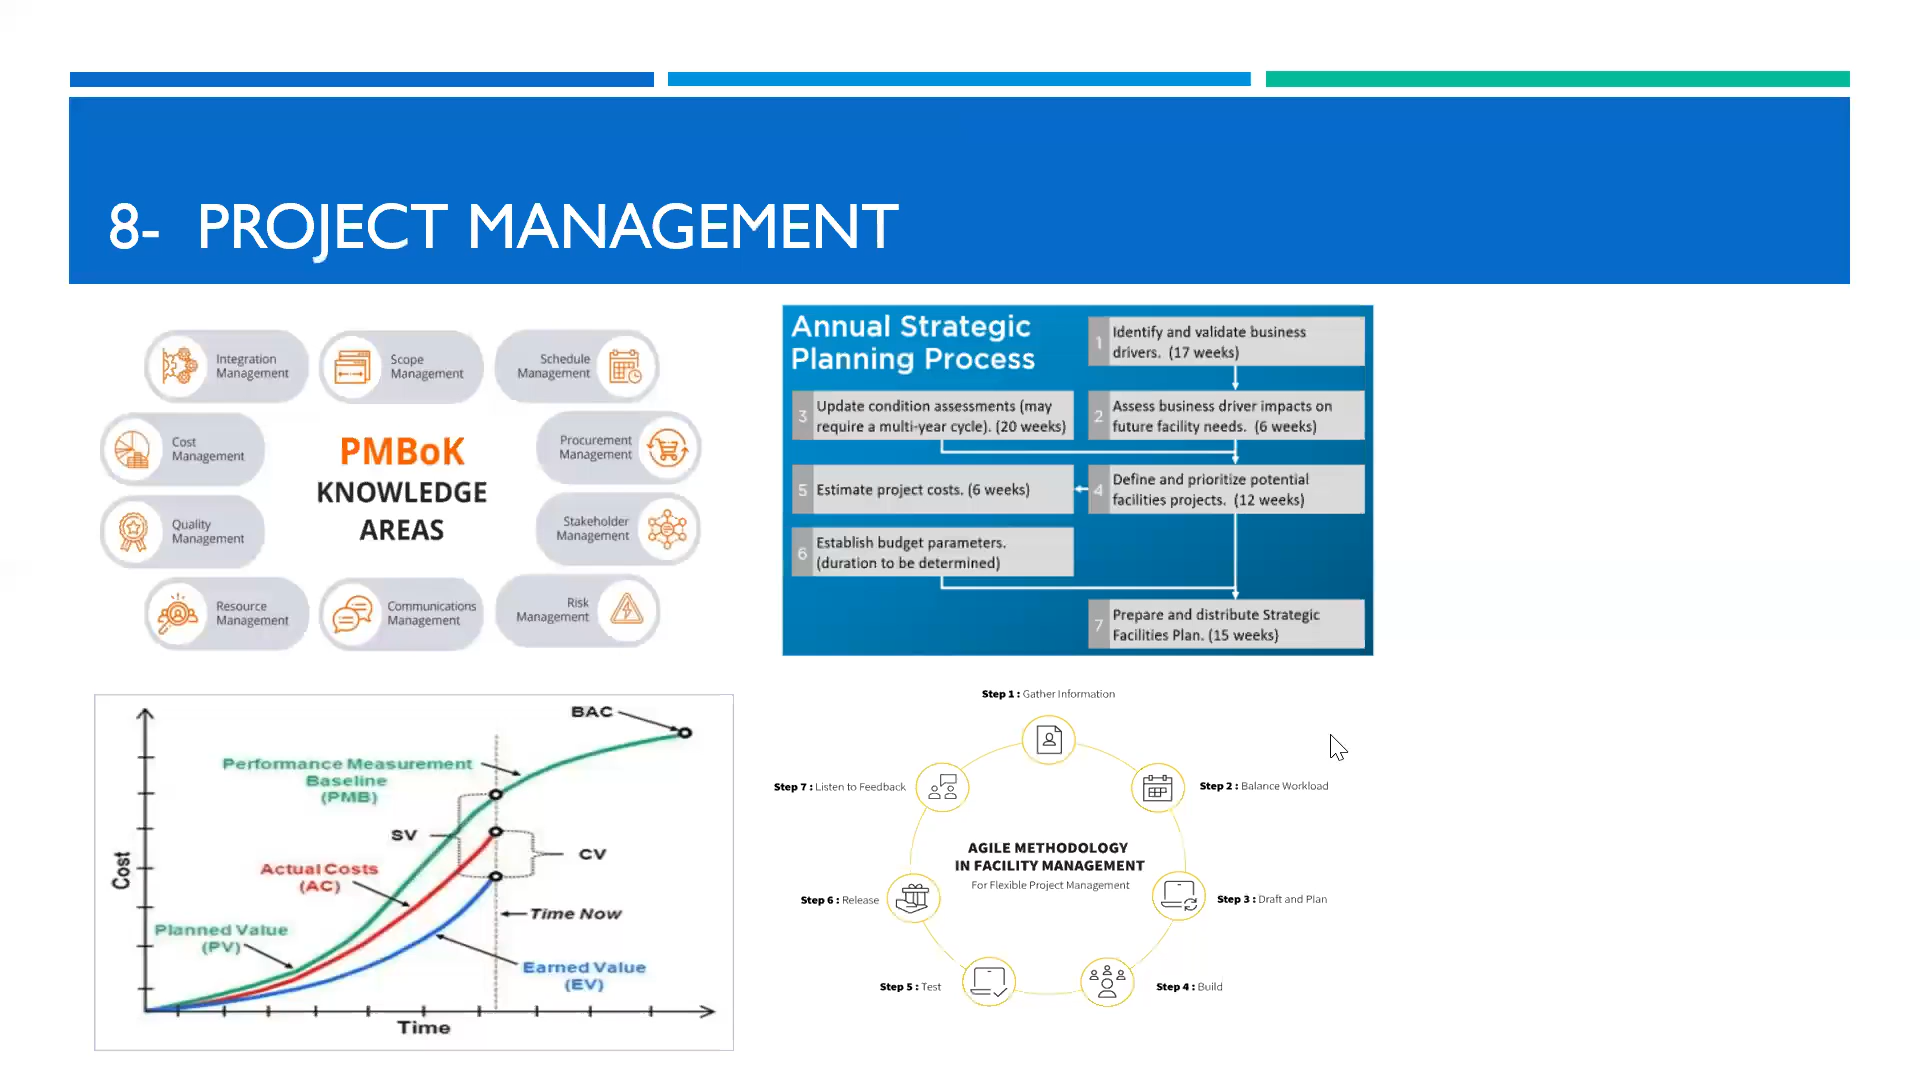 8- PROJECT MANAGEMENT
Integration
Management
Scope
Management
Schedule
Management
Cost
Management
PMBoK
KNOWLEDGE
AREAS
Procurement
Management
Quality
Management
Stakeholder
Management
Resource
Management
Communications
Management
Risk
Management
Annual Strategic
Planning Process
1
Identify and validate business
drivers. (17 weeks)
3
Update condition assessments (may
require a multi-year cycle). (20 weeks)
2
Assess business driver impacts on
future facility needs. (6 weeks)
5
Estimate project costs. (6 weeks)
4
Define and prioritize potential
facilities projects. (12 weeks)
6
Establish budget parameters.
(duration to be determined)
7
Prepare and distribute Strategic
Facilities Plan. (15 weeks)
BAC
Performance Measurement
Baseline
(PMB)
SV
CV
Actual Costs
(AC)
Cost
Time Now
Planned Value
(PV)
Earned Value
(EV)
Time
Step 1 : Gather Information
Step 7 : Listen to Feedback
Step 2 : Balance Workload
AGILE METHODOLOGY
IN FACILITY MANAGEMENT
For Flexible Project Management
Step 6 : Release
Step 3 : Draft and Plan
Step 5 : Test
Step 4 : Build